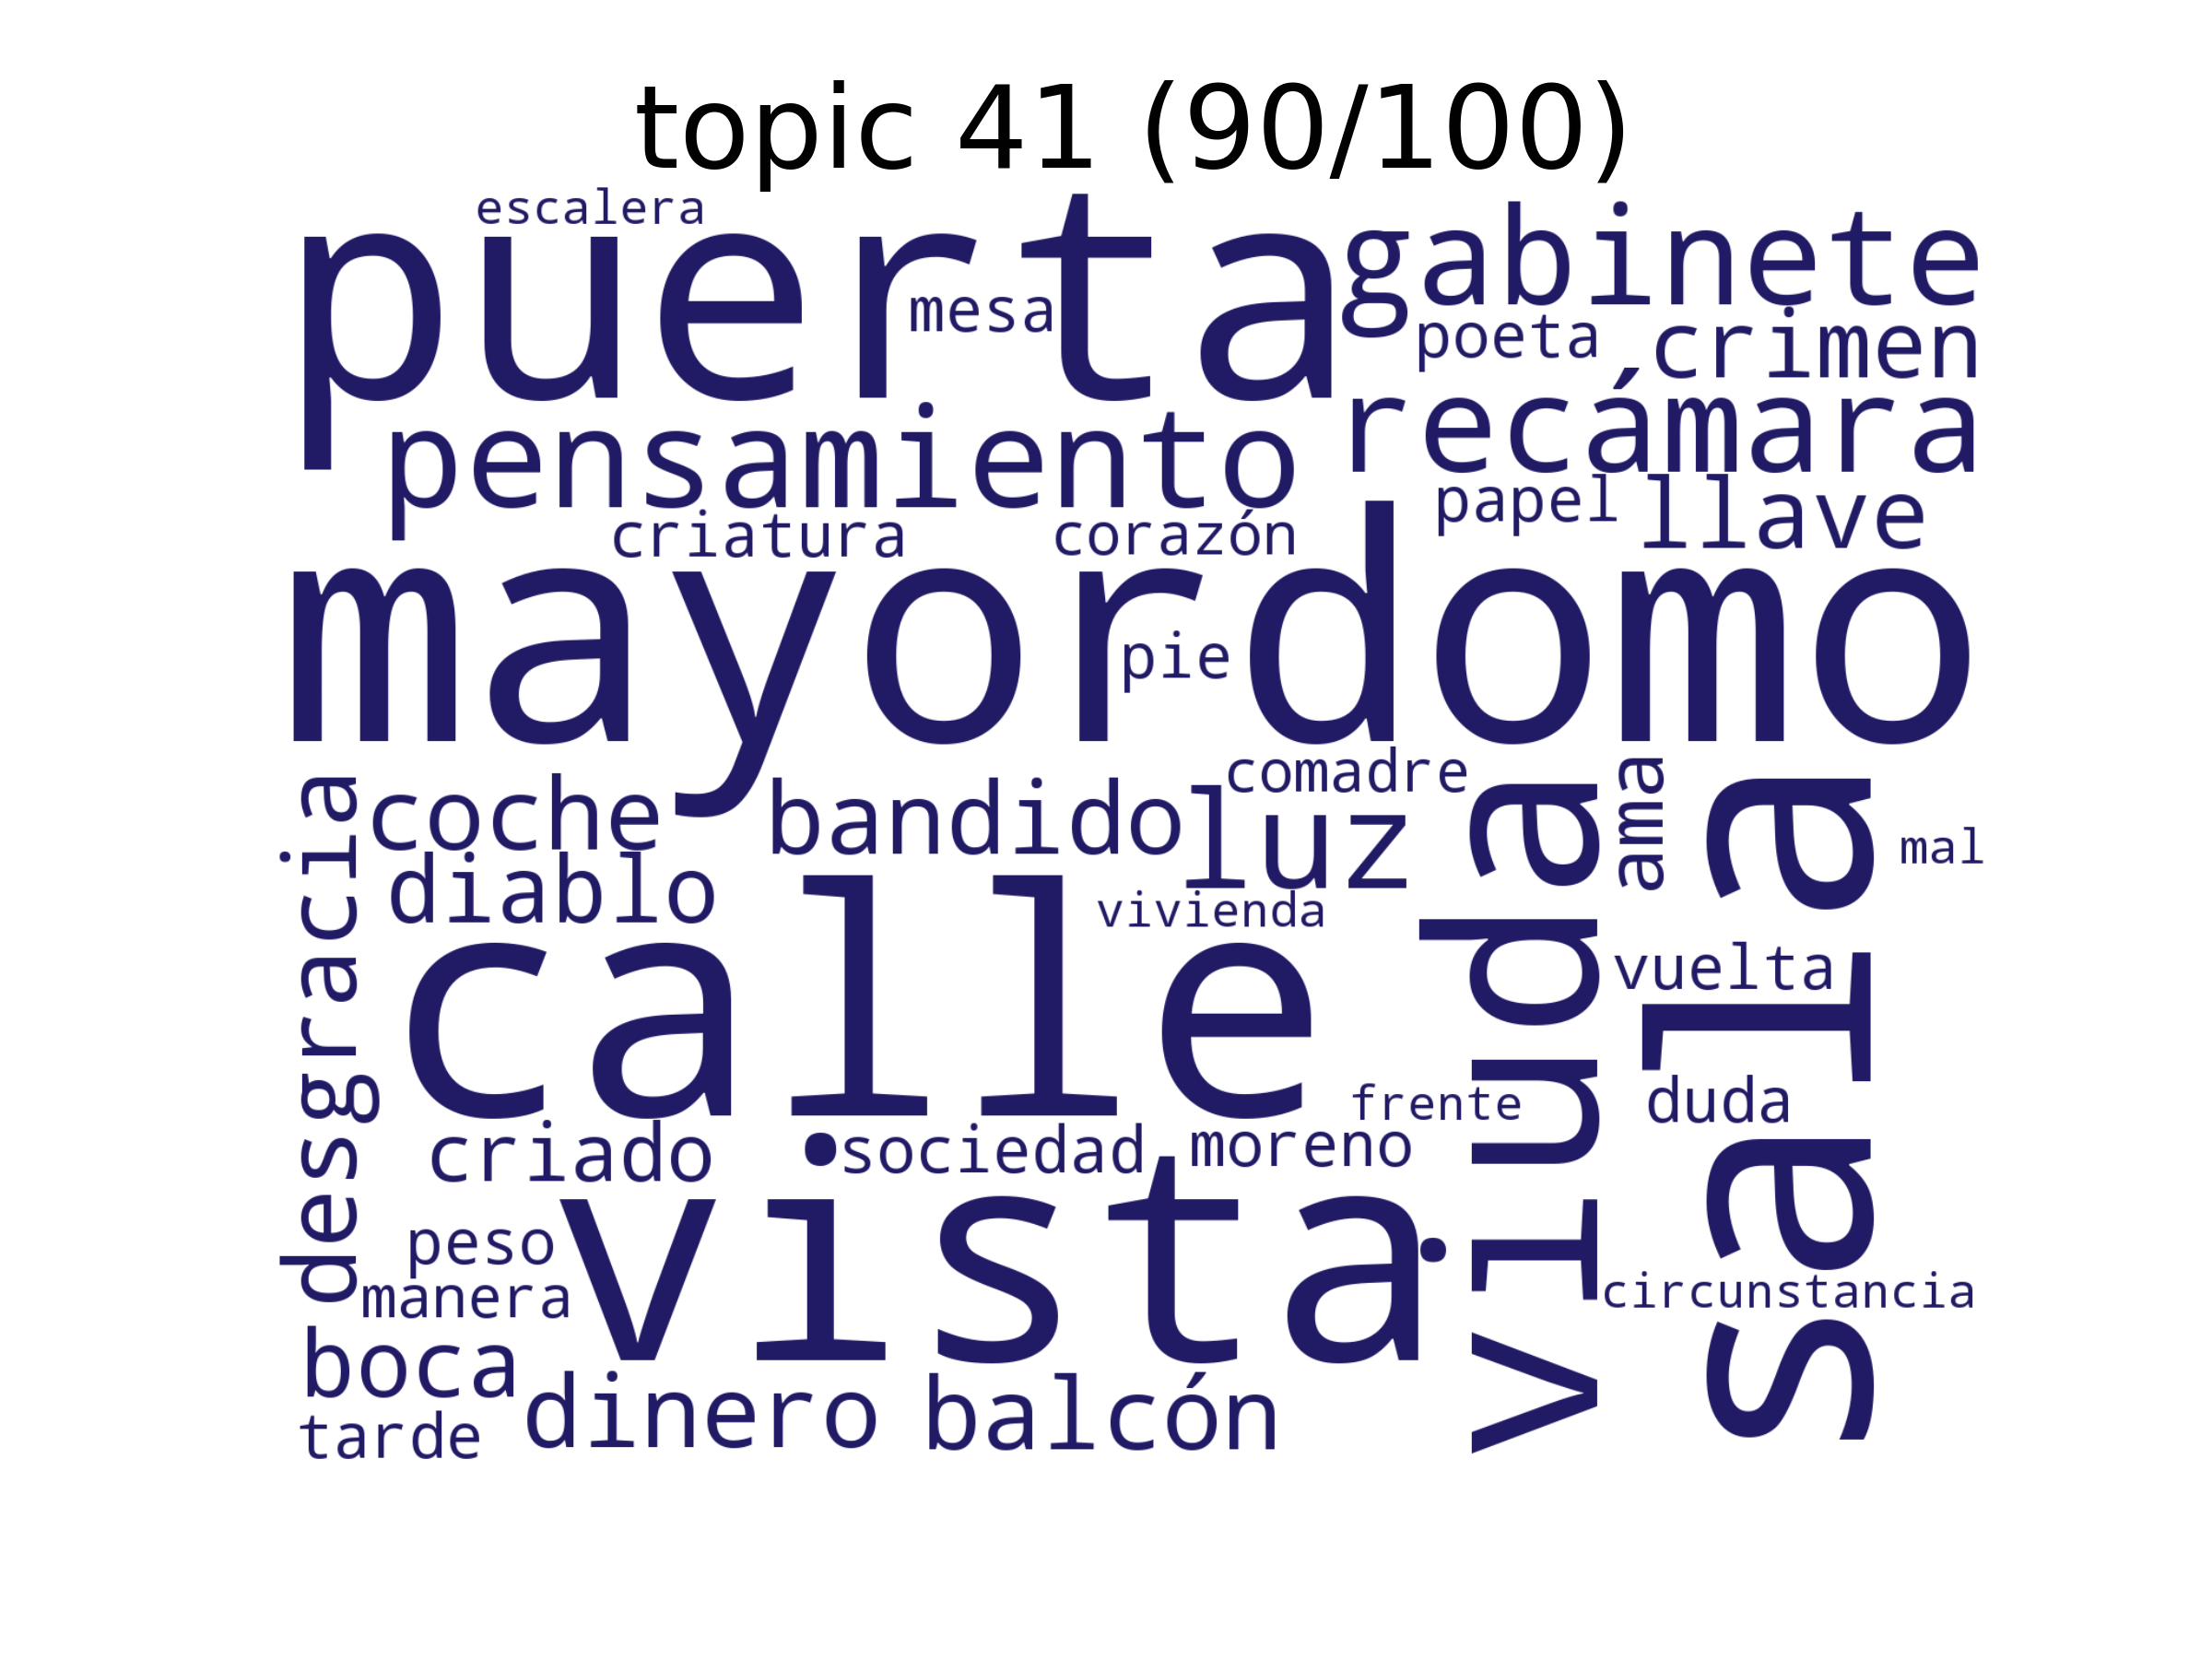 topic 41 (90/100)
escalera
puerta
gabinete
mesa
poeta
crimen
pensamiento
recámara
papel
llave
criatura
corazón
mayordomo
pie
comadre
desgracia
coche
bandido
luz
viuda
ama
sala
mal
diablo
vivienda
calle
vuelta
frente
duda
criado
sociedad
moreno
vista
peso
manera
circunstancia
boca
dinero
balcón
tarde